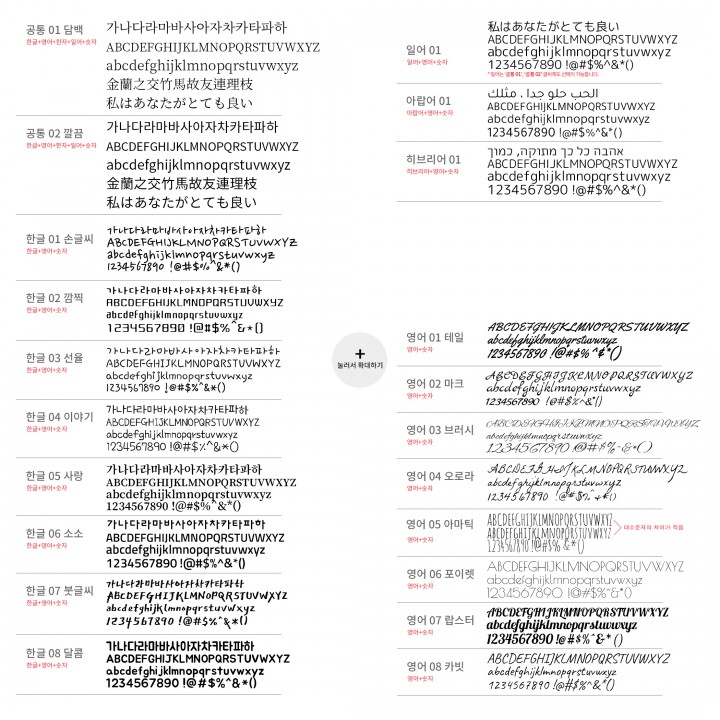 공통 01 담백
한글+영어+한자+일어+숫자
가나다라마바사아자차카타파하
ABCDEFGHIJKLMNOPQRSTUVWXYZ
abcdefghijklmnopqrstuvwxyz
金蘭之交竹馬故友連理枝
私はあなたがとても良い
공통 02 깔끔
한글+영어+한자+일어+숫자
가나다라마바사아자차카타파하
ABCDEFGHIJKLMNOPQRSTUVWXYZ
abcdefghijklmnopqrstuvwxyz
金蘭之交竹馬故友連理枝
私はあなたがとても良い
한글 01 손글씨
한글+영어+숫자
가나다라마바사아자차카타파하
ABCDEFGHIJKLMNOPQRSTUVWXYZ
abcdefghijklmnopqrstuvwxyz
1234567890 !@#$%^&*()
한글 02 깜찍
한글+영어+숫자
가나다라마바사아자차카타파하
ABCDEFGHIJKLMNOPQRSTUVWXYZ
abcdefghijklmnopqrstuvwxyz
1234567890 !@#$%^&*()
한글 03 선율
한글+영어+숫자
가나다라마바사아자차카타파하
ABCDEFGHIJKLMNOPQRSTUVWXYZ
abcdefghijklmnopqrstuvwxyz
1234567890 !@#$%^&*()
한글 04 이야기
한글+영어+숫자
가나다라마바사아자차카타파하
ABCDEFGHIJKLMNOPQRSTUVWXYZ
abcdefghijklmnopqrstuvwxyz
1234567890 !@#$%^&*()
한글 05 사랑
한글+영어+숫자
가나다라마바사아자차카타파하
ABCDEFGHIJKLMNOPQRSTUVWXYZ
abcdefghijklmnopqrstuvwxyz
1234567890 !@#$%^&*()
한글 06 소소
한글+영어+숫자
가나다라마바사아자차카타파하
ABCDEFGHIJKLMNOPQRSTUVWXYZ
abcdefghijklmnopqrstuvwxyz
1234567890 !@#$%^&*()
한글 07 붓글씨
한글+영어+숫자
가나다라마바사아자차카타파하
ABCDEFGHIJKLMNOPQRSTUVWXYZ
abcdefghijklmnopqrstuvwxyz
1234567890 !@#$%^&*()
한글 08 달콤
한글+영어+숫자
가나다라마바사아자차카타파하
ABCDEFGHIJKLMNOPQRSTUVWXYZ
abcdefghijklmnopqrstuvwxyz
1234567890 !@#$%^&*()
+
눌러서 확대하기
일어 01
일어+영어+숫자
私はあなたがとても良い
ABCDEFGHIJKLMNOPQRSTUVWXYZ
abcdefghijklmnopqrstuvwxyz
1234567890 !@#$%^&*()
*일어는 '공통 01', '공통 02' 글씨체도 선택이 가능합니다.
아랍어 01
아랍어+영어+숫자
الحب حلو جدا . مثلك
ABCDEFGHIJKLMNOPQRSTUVWXYZ
abcdefghijklmnopqrstuvwxyz
1234567890 !@#$%^&*()
히브리어 01
히브리어+영어+숫자
אהבה כל כך מתוקה, כמוך
ABCDEFGHIJKLMNOPQRSTUVWXYZ
abcdefghijklmnopqrstuvwxyz
1234567890 !@#$%^&*()
영어 01 테일
영어+숫자
ABCDEFGHIJKLMNOPQRSTUVWXYZ
abcdefghijklmnopqrstuvwxyz
1234567890 !@#$%^&*()
영어 02 마크
영어+숫자
ABCDEFGHIJKLMNOPQRSTUVWXYZ
abcdefghijklmnopqrstuvwxyz
1234567890 !@#$%^&*()
영어 03 브러시
영어+숫자
ABCDEFGHIJKLMNOPQRSTUVWXYZ
abcdefghijklmnopqrstuvwxyz
1234567890 !@#$%^&*()
영어 04 오로라
영어+숫자
ABCDEFGHIJKLMNOPQRSTUVWXYZ
abcdefghijklmnopqrstuvwxyz
1234567890 !@#$%^&*()
영어 05 아마틱
영어+숫자
ABCDEFGHIJKLMNOPQRSTUVWXYZ
ABCDEFGHIJKLMNOPQRSTUVWXYZ
1234567890 !@#$%^&*()
대소문자의 차이가 적음
영어 06 포이렛
영어+숫자
ABCDEFGHIJKLMNOPQRSTUVWXYZ
abcdefghijklmnopqrstuvwxyz
1234567890 !@#$%^&*()
영어 07 랍스터
영어+숫자
ABCDEFGHIJKLMNOPQRSTUVWXYZ
abcdefghijklmnopqrstuvwxyz
1234567890 !@#$%^&*()
영어 08 카빗
영어+숫자
ABCDEFGHIJKLMNOPQRSTUVWXYZ
abcdefghijklmnopqrstuvwxyz
1234567890 !@#$%^&*()